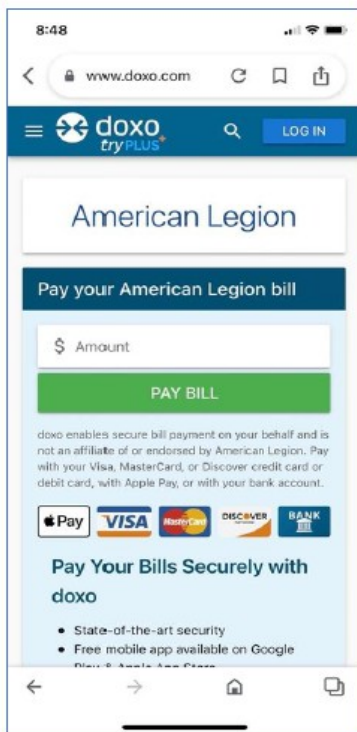 8:48
www.doxo.com
doxo
tryPLUS+
LOG IN
American Legion
Pay your American Legion bill
$ Amount
PAY BILL
doxo enables secure bill payment on your behalf and is
not an affiliate of or endorsed by American Legion. Pay
with your Visa, MasterCard, or Discover credit card or
debit card, with Apple Pay, or with your bank account.
Pay VISA MasterCard DISCOVER BANK
Pay Your Bills Securely with
doxo
• State-of-the-art security
• Free mobile app available on Google
Play & Apple App Store